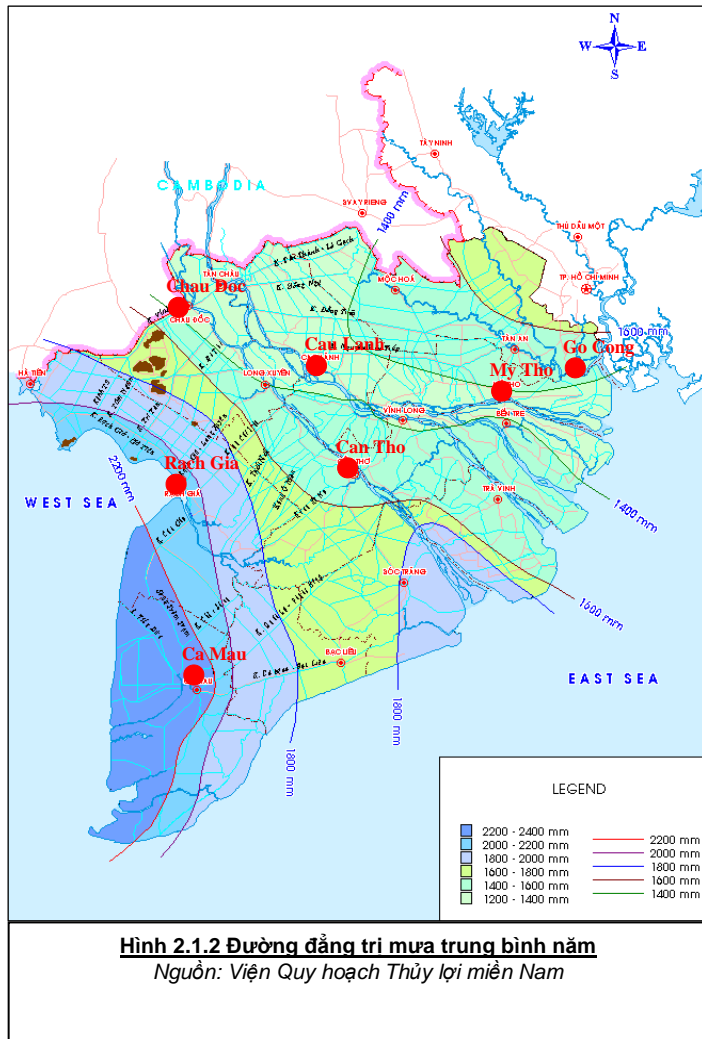 N
W E
S
TÂY NINH
CAMBODIA
SVAY RIENG
1400 mm
THỦ DẦU MỘT
TÂN CHÂU
MỘC HOÁ
TP. HỒ CHÍ MINH
Chau Doc
CHÂU ĐỐC
1600 mm
TÂN AN
Cau Lanh
Go Cong
HÀ TIÊN
My Tho
LONG XUYÊN
VĨNH LONG
BẾN TRE
Can Tho
THƠ
2200 mm
Rach Gia
RẠCH GIÁ
WEST SEA
TRÀ VINH
1400 mm
SÓC TRĂNG
1600 mm
Ca Mau
BẠC LIÊU
EAST SEA
1800 mm
1800 mm
LEGEND
2200 - 2400 mm
2000 - 2200 mm
1800 - 2000 mm
1600 - 1800 mm
1400 - 1600 mm
1200 - 1400 mm
2200 mm
2000 mm
1800 mm
1600 mm
1400 mm
Hình 2.1.2 Đường đẳng trị mưa trung bình năm
Nguồn: Viện Quy hoạch Thủy lợi miền Nam